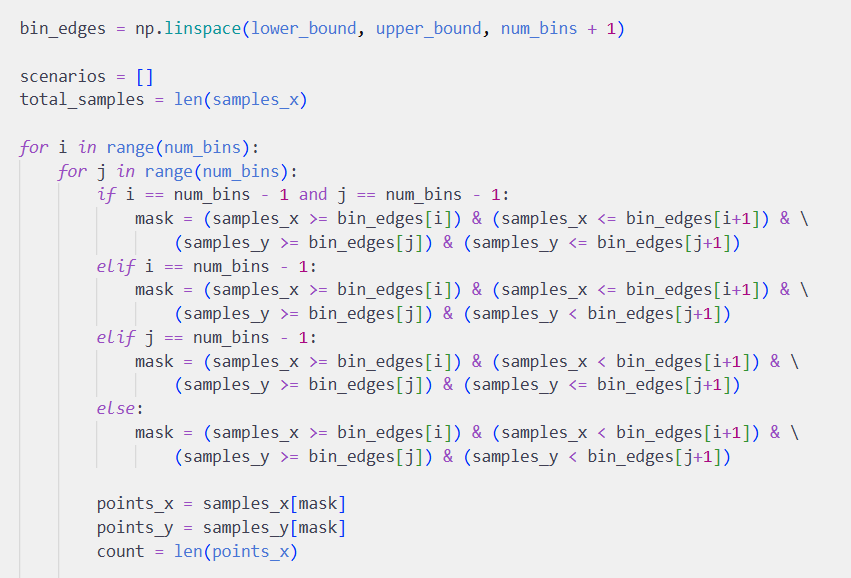 bin_edges = np.linspace(lower_bound, upper_bound, num_bins + 1)
scenarios = []
total_samples = len(samples_x)
for i in range(num_bins):
for j in range(num_bins):
if i == num_bins - 1 and j == num_bins - 1:
mask = (samples_x >= bin_edges[i]) & (samples_x <= bin_edges[i+1]) & \
(samples_y >= bin_edges[j]) & (samples_y <= bin_edges[j+1])
elif i == num_bins - 1:
mask = (samples_x >= bin_edges[i]) & (samples_x <= bin_edges[i+1]) & \
(samples_y >= bin_edges[j]) & (samples_y < bin_edges[j+1])
elif j == num_bins - 1:
mask = (samples_x >= bin_edges[i]) & (samples_x < bin_edges[i+1]) & \
(samples_y >= bin_edges[j]) & (samples_y <= bin_edges[j+1])
else:
mask = (samples_x >= bin_edges[i]) & (samples_x < bin_edges[i+1]) & \
(samples_y >= bin_edges[j]) & (samples_y < bin_edges[j+1])
points_x = samples_x[mask]
points_y = samples_y[mask]
count = len(points_x)